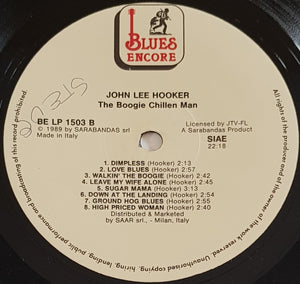 BLUES
ENCORE
JOHN LEE HOOKER
The Boogie Chillen Man
BE LP 1503 B
℗ 1989 by SARABANDAS srl
Made in Italy
Licensed by JTV-FL
A Sarabandas Product
SIAE
22:18
1. DIMPLESS (Hooker) 2:13
2. LOVE BLUES (Hooker) 2:57
3. WALKIN' THE BOOGIE (Hooker) 2:42
4. LEAVE MY WIFE ALONE (Hooker) 2:45
5. SUGAR MAMA (Hooker) 3:15
6. DOWN AT THE LANDING (Hooker) 2:54
7. GROUND HOG BLUES (Hooker) 2:55
8. HIGH PRICED WOMAN (Hooker) 2:40
Distributed & Marketed
by SAAR srl., - Milan, Italy
All rights of the producer and of the owner of this record prohibited.
Unauthorised copying, hiring, lending, public performance and broadcasting of this record prohibited.